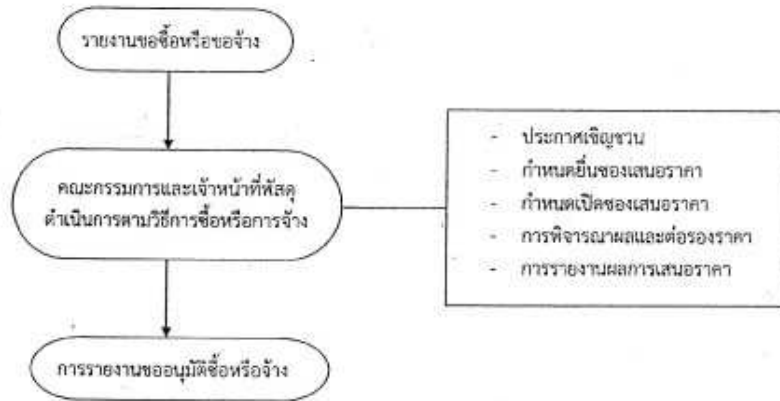 รายงานขอซื้อหรือขอจ้าง
คณะกรรมการและเจ้าหน้าที่พัสดุ
ดำเนินการตามวิธีการซื้อหรือการจ้าง
- ประกาศเชิญชวน
- กำหนดยื่นซองเสนอราคา
- กำหนดเปิดซองเสนอราคา
- การพิจารณาผลและต่อรองราคา
- การรายงานผลการเสนอราคา
การรายงานขออนุมัติซื้อหรือจ้าง